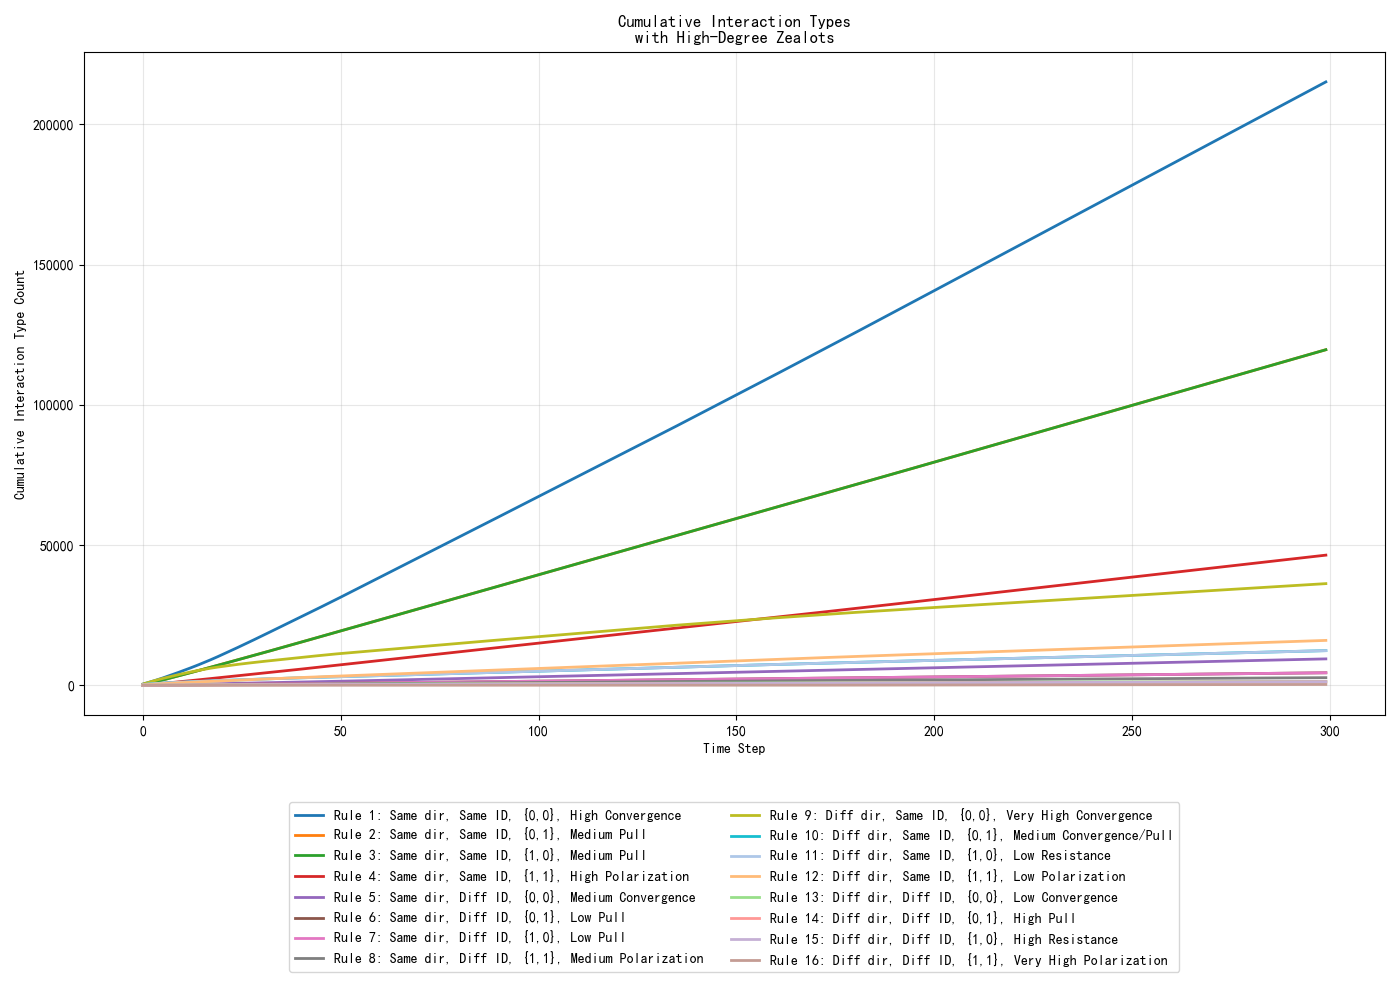 Cumulative Interaction Types
with High-Degree Zealots
Cumulative Interaction Type Count
200000
150000
100000
50000
0
0 50 100 150 200 250 300
Time Step
Rule 1: Same dir, Same ID, {0,0}, High Convergence
Rule 2: Same dir, Same ID, {0,1}, Medium Pull
Rule 3: Same dir, Same ID, {1,0}, Medium Pull
Rule 4: Same dir, Same ID, {1,1}, High Polarization
Rule 5: Same dir, Diff ID, {0,0}, Medium Convergence
Rule 6: Same dir, Diff ID, {0,1}, Low Pull
Rule 7: Same dir, Diff ID, {1,0}, Low Pull
Rule 8: Same dir, Diff ID, {1,1}, Medium Polarization
Rule 9: Diff dir, Same ID, {0,0}, Very High Convergence
Rule 10: Diff dir, Same ID, {0,1}, Medium Convergence/Pull
Rule 11: Diff dir, Same ID, {1,0}, Low Resistance
Rule 12: Diff dir, Same ID, {1,1}, Low Polarization
Rule 13: Diff dir, Diff ID, {0,0}, Low Convergence
Rule 14: Diff dir, Diff ID, {0,1}, High Pull
Rule 15: Diff dir, Diff ID, {1,0}, High Resistance
Rule 16: Diff dir, Diff ID, {1,1}, Very High Polarization